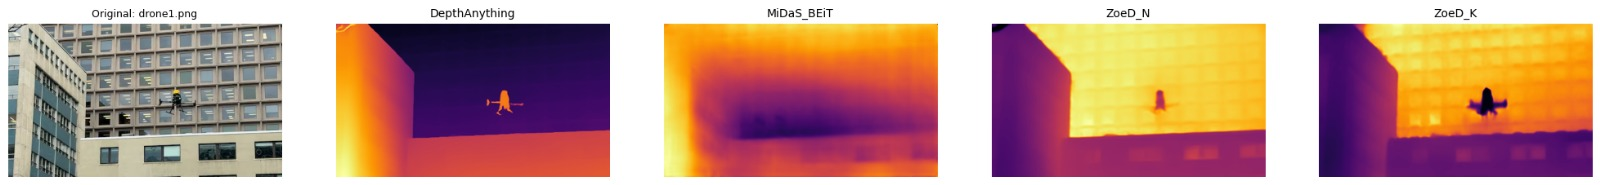 Original: drone1.png
DepthAnything
MiDaS_BEiT
ZoeD_N
ZoeD_K